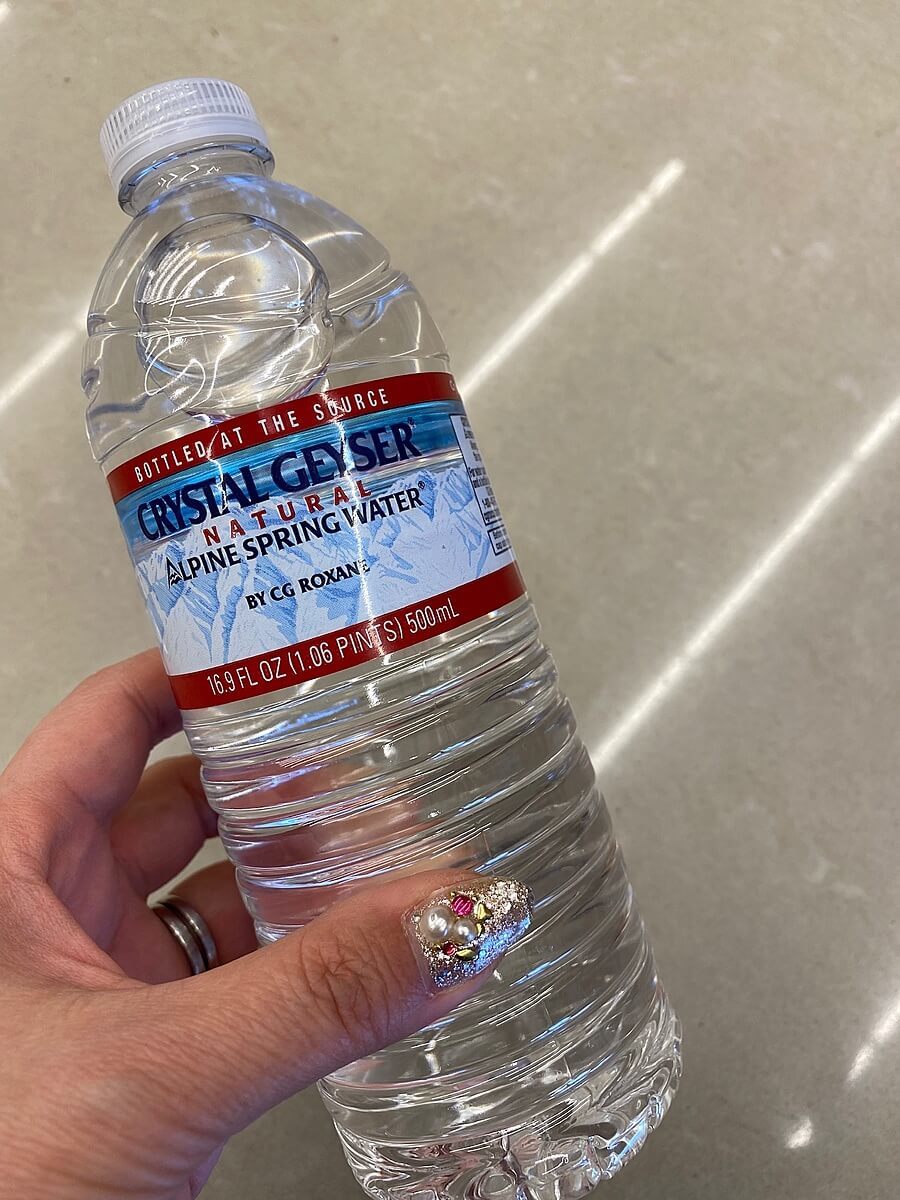 BOTTLED AT THE SOURCE
CRYSTAL GEYSER®
NATURAL
ALPINE SPRING WATER®
BY CG ROXANE
16.9 FL OZ (1.06 PINTS) 500mL